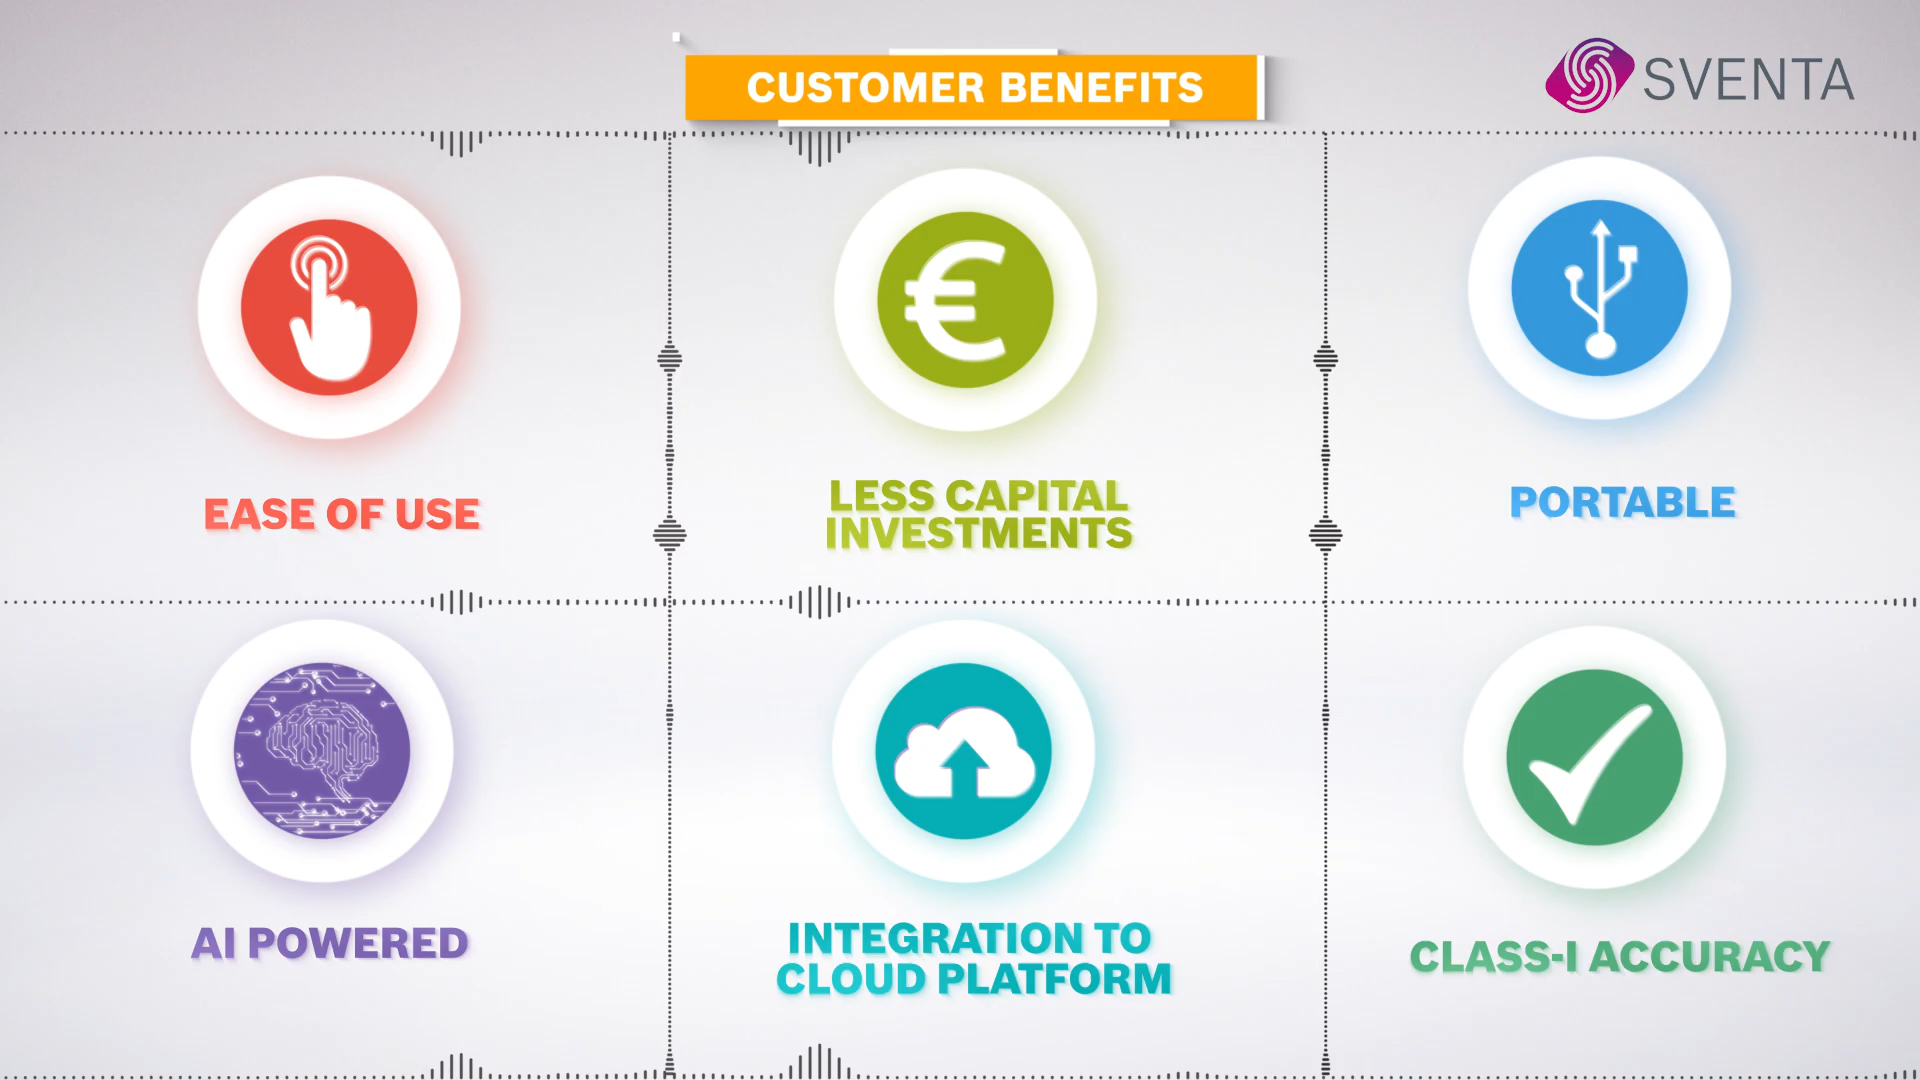 CUSTOMER BENEFITS
SVENTA
EASE OF USE
LESS CAPITAL
INVESTMENTS
PORTABLE
AI POWERED
INTEGRATION TO
CLOUD PLATFORM
CLASS-I ACCURACY